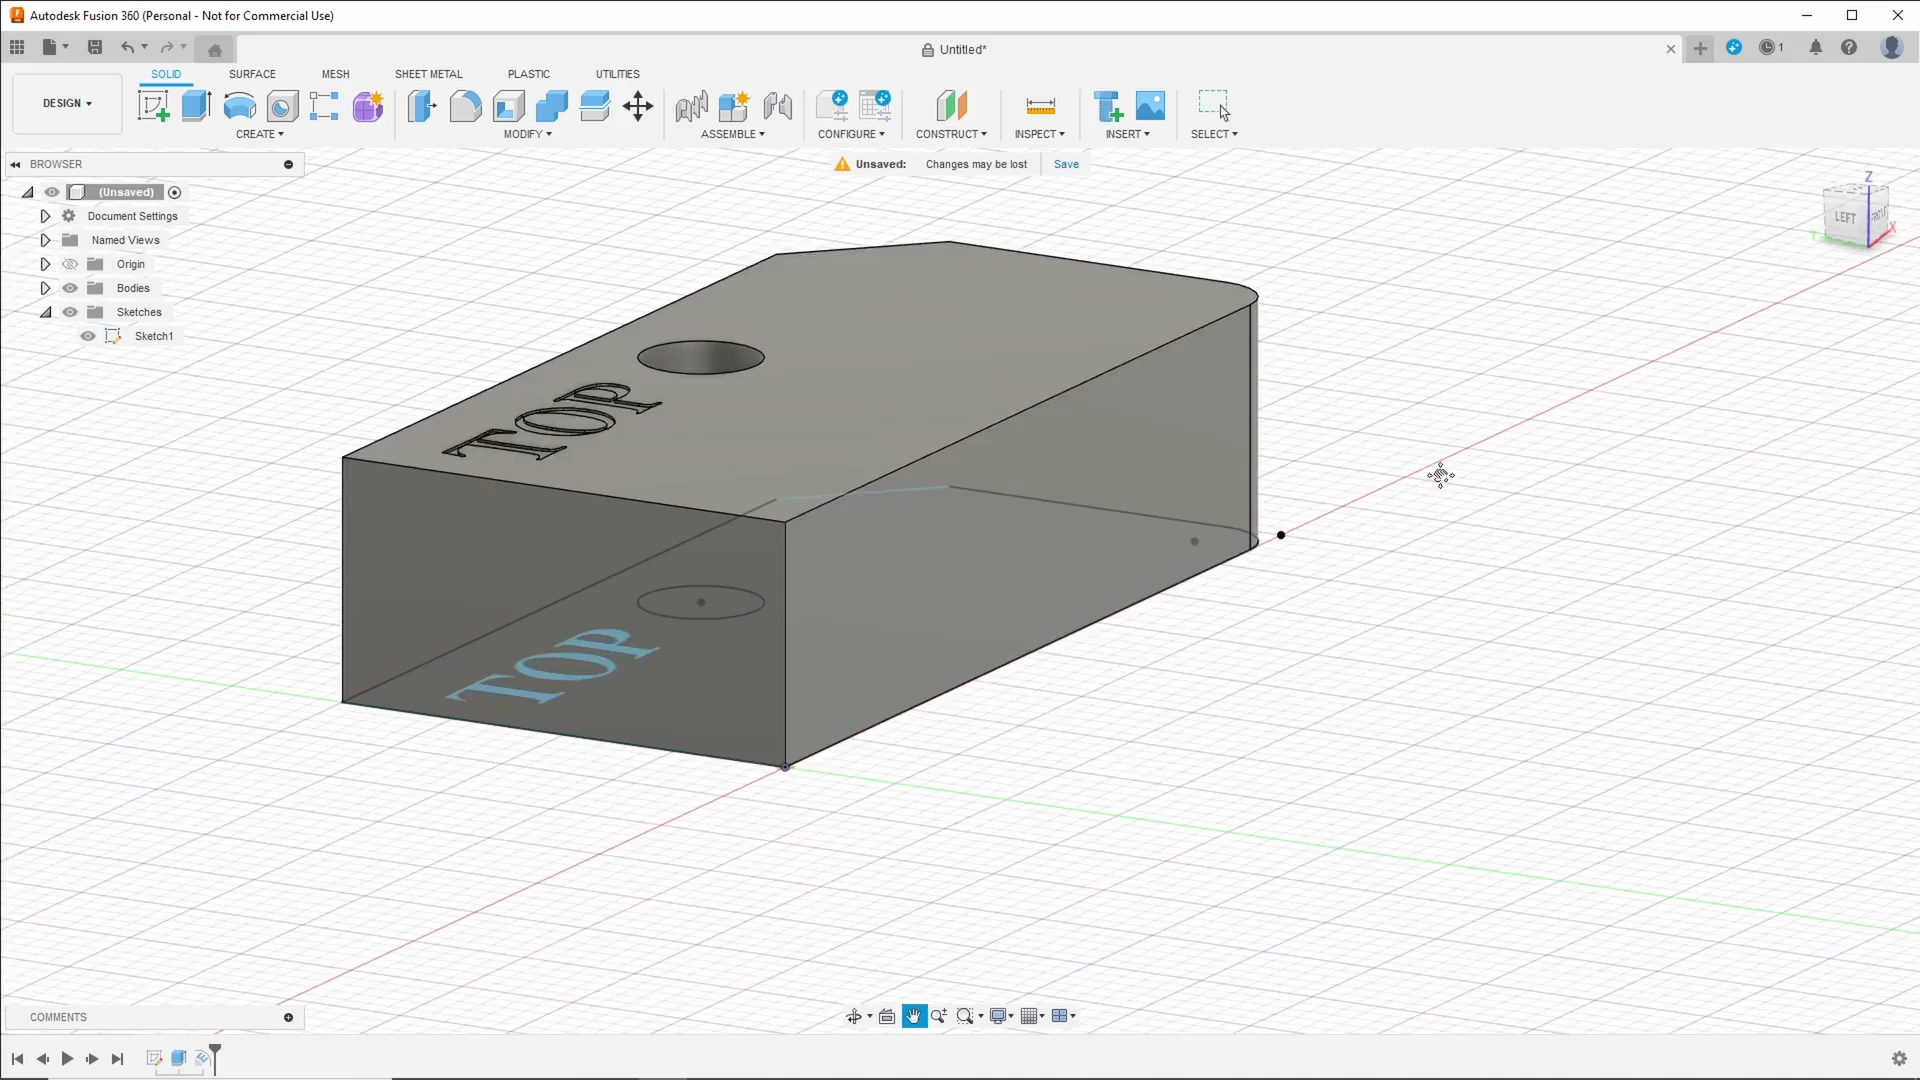 Autodesk Fusion 360 (Personal - Not for Commercial Use)
Untitled*
1
SOLID SURFACE MESH SHEET METAL PLASTIC UTILITIES
DESIGN
CREATE MODIFY ASSEMBLE CONFIGURE CONSTRUCT INSPECT INSERT SELECT
BROWSER
Unsaved: Changes may be lost Save
(Unsaved)
Document Settings
Named Views
Origin
Bodies
Sketches
Sketch1
Z
LEFT FRONT
Y X
TOP
TOP
COMMENTS